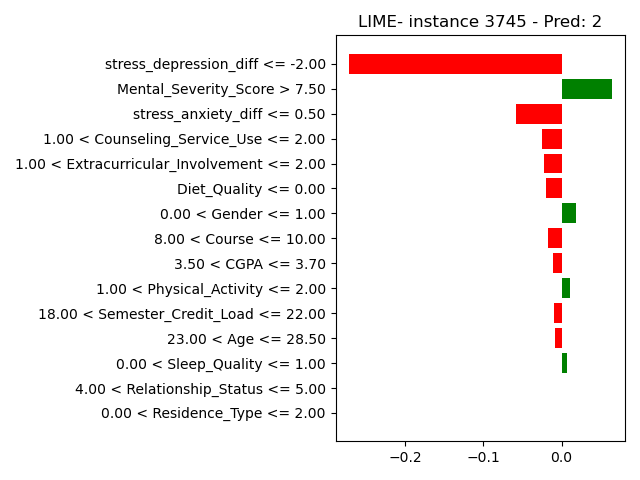 LIME- instance 3745 - Pred: 2
stress_depression_diff <= -2.00
Mental_Severity_Score > 7.50
stress_anxiety_diff <= 0.50
1.00 < Counseling_Service_Use <= 2.00
1.00 < Extracurricular_Involvement <= 2.00
Diet_Quality <= 0.00
0.00 < Gender <= 1.00
8.00 < Course <= 10.00
3.50 < CGPA <= 3.70
1.00 < Physical_Activity <= 2.00
18.00 < Semester_Credit_Load <= 22.00
23.00 < Age <= 28.50
0.00 < Sleep_Quality <= 1.00
4.00 < Relationship_Status <= 5.00
0.00 < Residence_Type <= 2.00
−0.2 −0.1 0.0